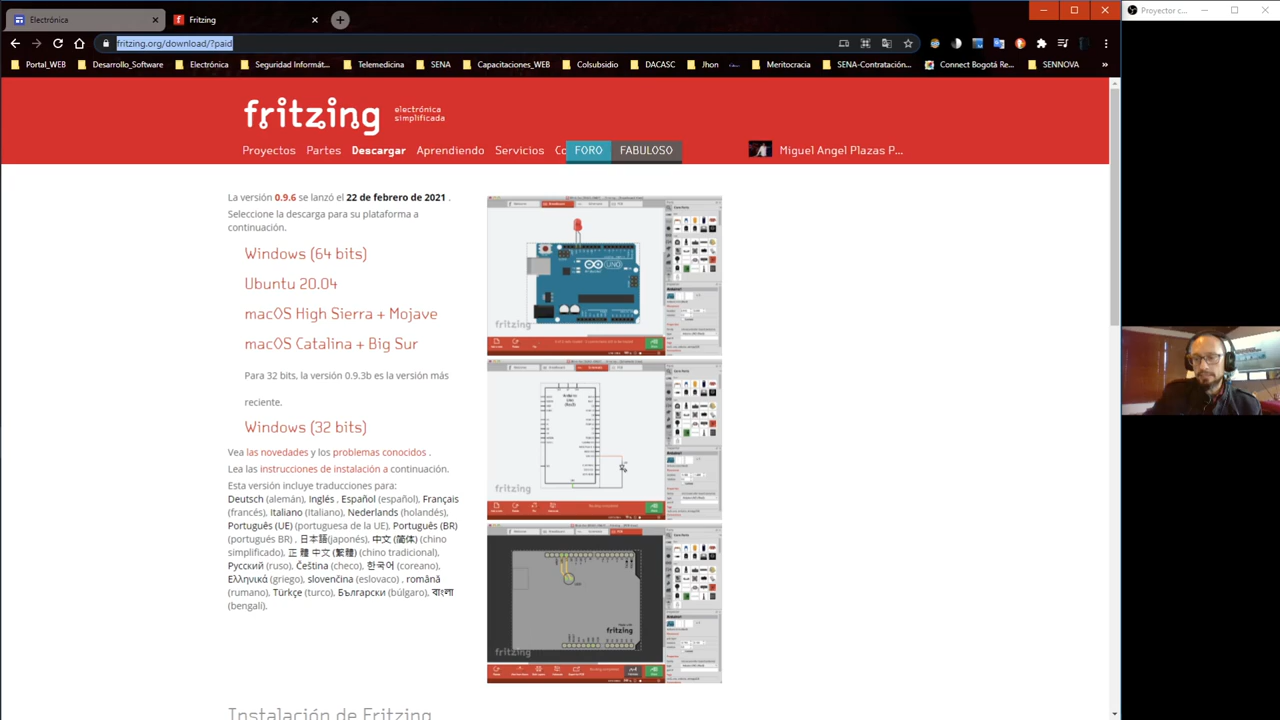 Electrónica
Fritzing
Proyector c...
fritzing.org/download/?paid
Portal_WEB
Desarrollo_Software
Electrónica
Seguridad Informát...
Telemedicina
SENA
Capacitaciones_WEB
Colsubsidio
DACASC
Jhon
Meritocracia
SENA-Contratación...
Connect Bogotá Re...
SENNOVA
fritzing
electrónica
simplificada
Proyectos
Partes
Descargar
Aprendiendo
Servicios
Co
FORO
FABULOSO
Miguel Angel Plazas P...
La versión 0.9.6 se lanzó el 22 de febrero de 2021 .
Seleccione la descarga para su plataforma a
continuación.
Windows (64 bits)
Ubuntu 20.04
macOS High Sierra + Mojave
macOS Catalina + Big Sur
Para 32 bits, la versión 0.9.3b es la versión más
reciente.
Windows (32 bits)
Vea las novedades y los problemas conocidos .
Lea las instrucciones de instalación a continuación.
Esta versión incluye traducciones para:
Deutsch (alemán), Inglés , Español (español), Français
(francés), Italiano (Italiano), Nederlands (holandés),
Português (UE) (portuguesa de la UE), Português (BR)
(portugués BR) , 日本語(japonés), 中文 (简体) (chino
simplificado), 正 體 中文 (繁體) (chino tradicional),
Русский (ruso), Čeština (checo), 한국어 (coreano),
Ελληνικά (griego), slovenčina (eslovaco) , română
(rumano), Türkçe (turco), Български (búlgaro), বাংলা
(bengalí).
UNO
fritzing
fritzing
fritzing
fritzing
Instalación de Fritzing